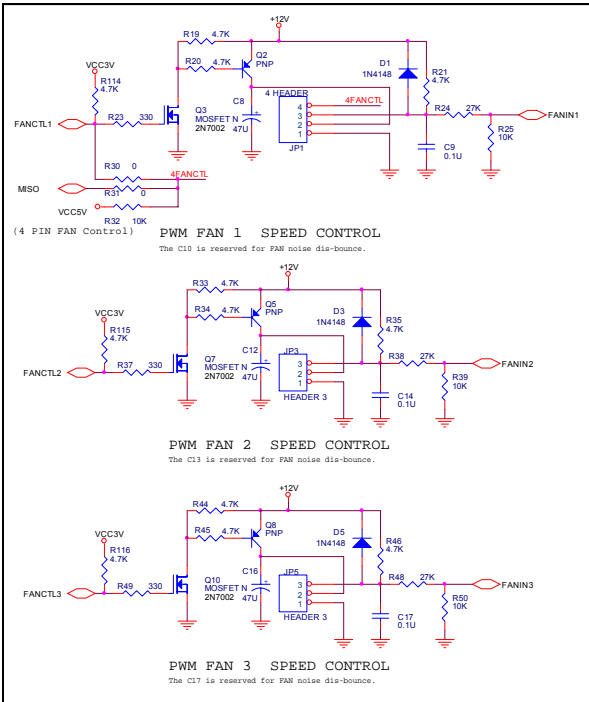 +12V
R19 4.7K
Q2
PNP
R20 4.7K
D1
1N4148
R21
4.7K
VCC3V
R114
4.7K
C8
47U
4 HEADER
4
3
2
1
JP1
4FANCTL
R24 27K
FANIN1
FANCTL1
R23 330
Q3
MOSFET N
2N7002
R25
10K
C9
0.1U
R30 0
4FANCTL
MISO
R31 0
VCC5V
R32 10K
(4 PIN FAN Control)
PWM FAN 1 SPEED CONTROL
The C10 is reserved for FAN noise dis-bounce.
+12V
R33 4.7K
Q5
PNP
R34 4.7K
D3
1N4148
R35
4.7K
VCC3V
R115
4.7K
C12
47U
JP3
3
2
1
HEADER 3
R38 27K
FANIN2
FANCTL2
R37 330
Q7
MOSFET N
2N7002
R39
10K
C14
0.1U
PWM FAN 2 SPEED CONTROL
The C13 is reserved for FAN noise dis-bounce.
+12V
R44 4.7K
Q8
PNP
R45 4.7K
D5
1N4148
R46
4.7K
VCC3V
R116
4.7K
C16
47U
JP5
3
2
1
HEADER 3
R48 27K
FANIN3
FANCTL3
R49 330
Q10
MOSFET N
2N7002
R50
10K
C17
0.1U
PWM FAN 3 SPEED CONTROL
The C17 is reserved for FAN noise dis-bounce.